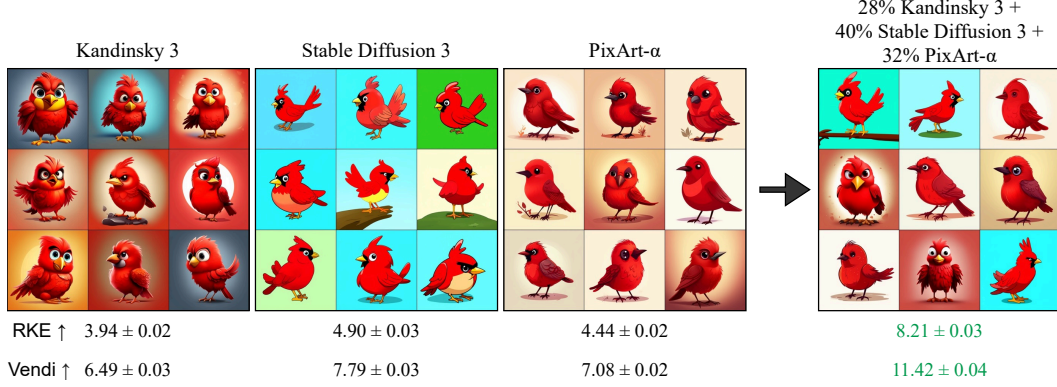 28% Kandinsky 3 +
40% Stable Diffusion 3 +
32% PixArt-α
Kandinsky 3
Stable Diffusion 3
PixArt-α
RKE ↑ 3.94 ± 0.02 4.90 ± 0.03 4.44 ± 0.02 8.21 ± 0.03
Vendi ↑ 6.49 ± 0.03 7.79 ± 0.03 7.08 ± 0.02 11.42 ± 0.04